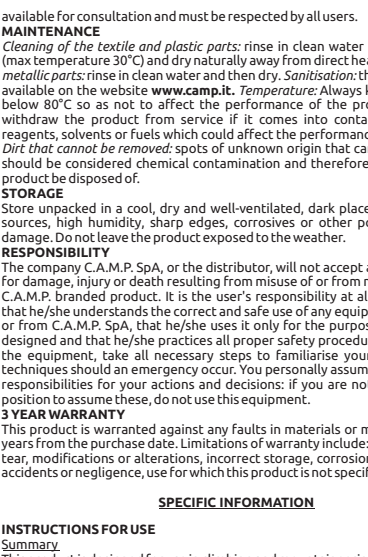 available for consultation and must be respected by all users.
MAINTENANCE
Cleaning of the textile and plastic parts: rinse in clean water
(max temperature 30°C) and dry naturally away from direct hea
metallic parts: rinse in clean water and then dry. Sanitisation: th
available on the website www.camp.it. Temperature: Always k
below 80°C so as not to affect the performance of the pro
withdraw the product from service if it comes into conta
reagents, solvents or fuels which could affect the performanc
Dirt that cannot be removed: spots of unknown origin that ca
should be considered chemical contamination and therefore
product be disposed of.
STORAGE
Store unpacked in a cool, dry and well-ventilated, dark place
sources, high humidity, sharp edges, corrosives or other po
damage. Do not leave the product exposed to the weather.
RESPONSIBILITY
The company C.A.M.P. SpA, or the distributor, will not accept a
for damage, injury or death resulting from misuse of or from m
C.A.M.P. branded product. It is the user's responsibility at al
that he/she understands the correct and safe use of any equip
or from C.A.M.P. SpA, that he/she uses it only for the purpos
designed and that he/she practices all proper safety procedu
the equipment, take all necessary steps to familiarise your
techniques should an emergency occur. You personally assum
responsibilities for your actions and decisions: if you are no
position to assume these, do not use this equipment.
3 YEAR WARRANTY
This product is warranted against any faults in materials or m
years from the purchase date. Limitations of warranty include:
tear, modifications or alterations, incorrect storage, corrosion
accidents or negligence, use for which this product is not specif
SPECIFIC INFORMATION
INSTRUCTIONS FOR USE
Summary